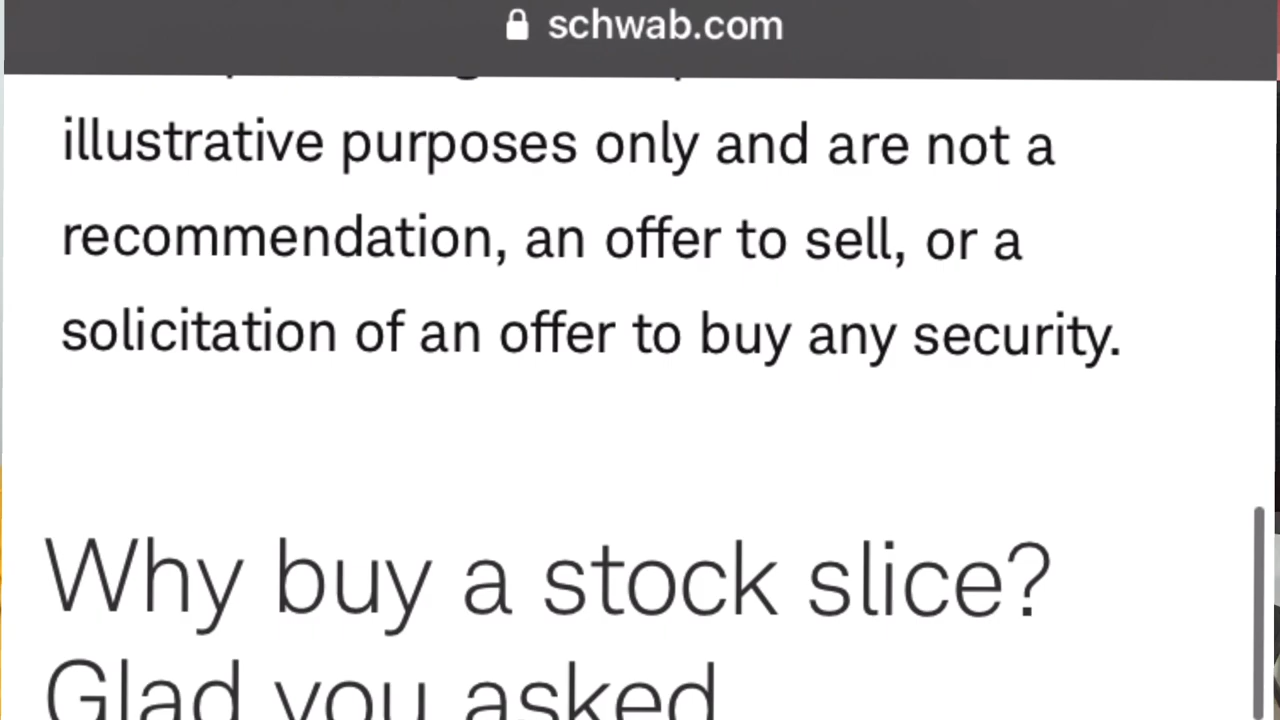 schwab.com
illustrative purposes only and are not a
recommendation, an offer to sell, or a
solicitation of an offer to buy any security.
Why buy a stock slice?
Glad you asked